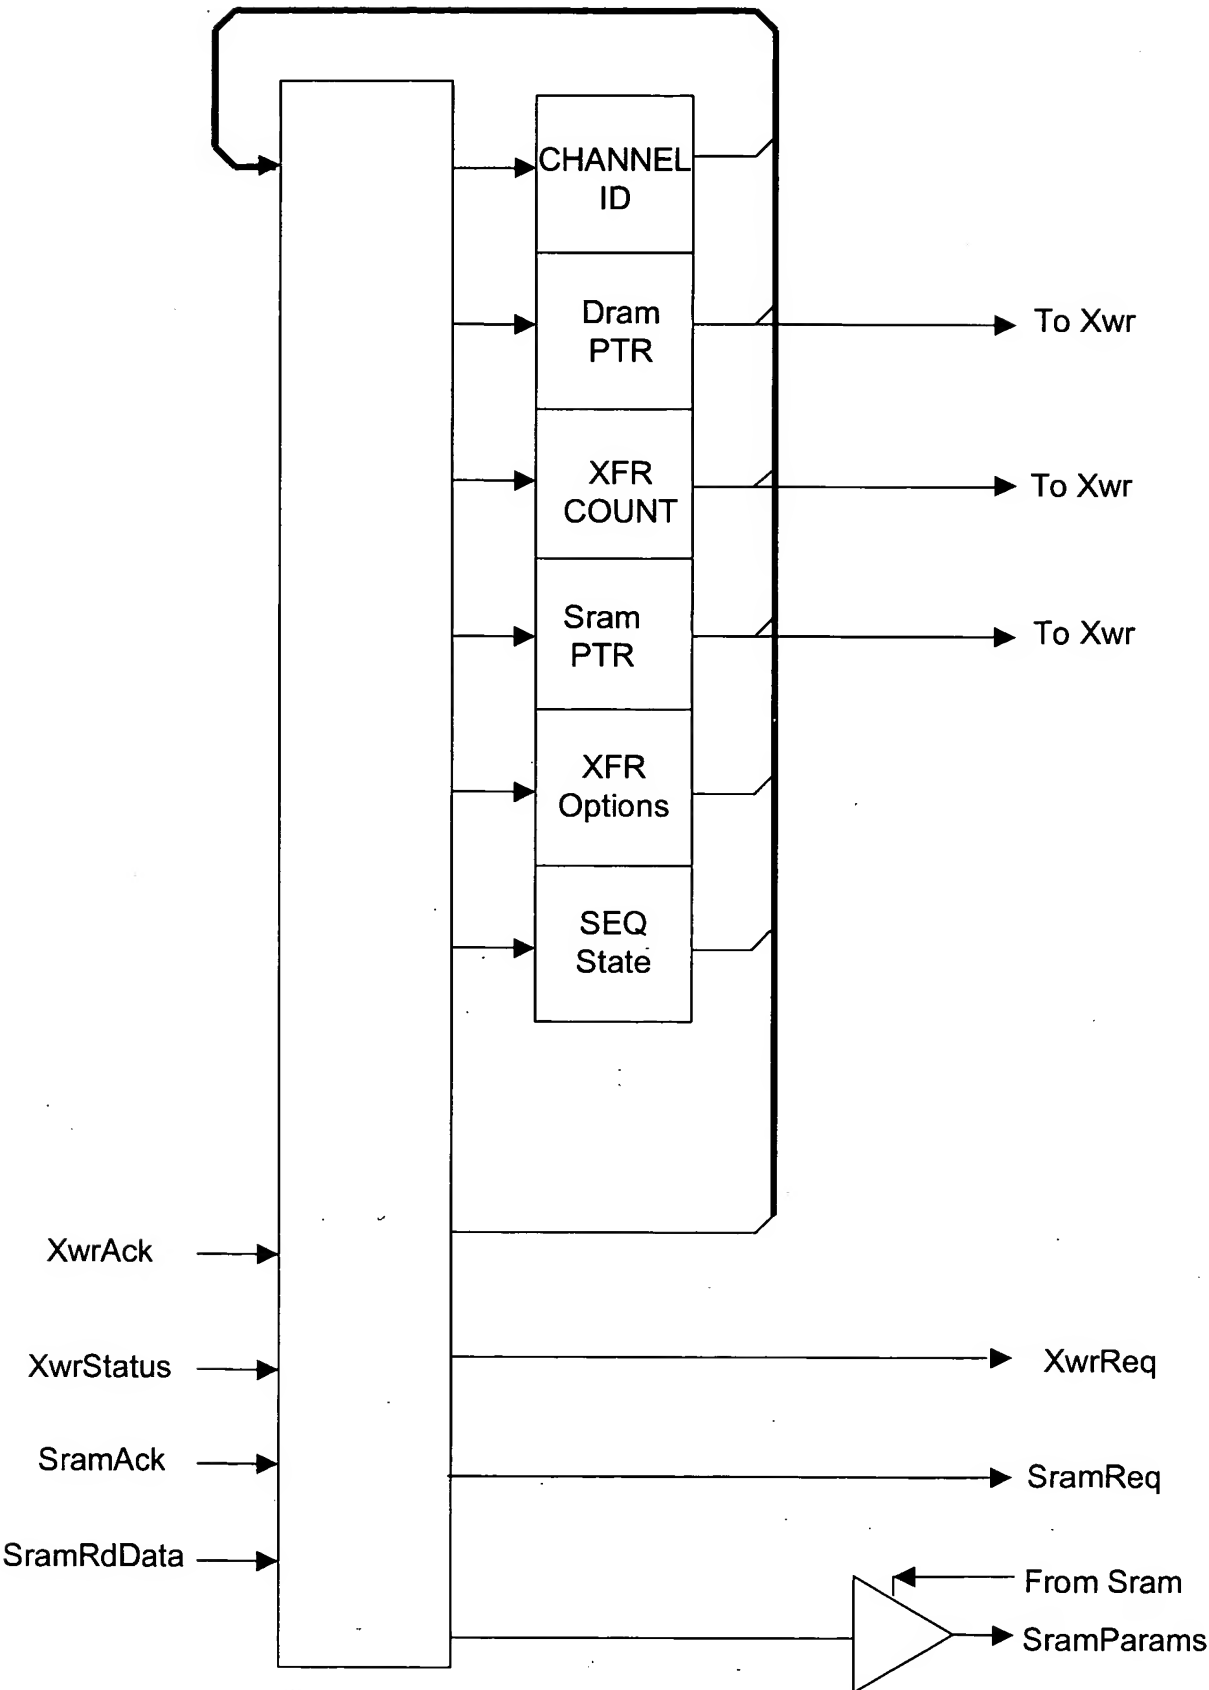 CHANNEL
ID
Dram
PTR
To Xwr
XFR
COUNT
To Xwr
Sram
PTR
To Xwr
XFR
Options
SEQ
State
XwrAck
XwrStatus
XwrReq
SramAck
SramReq
SramRdData
From Sram
SramParams